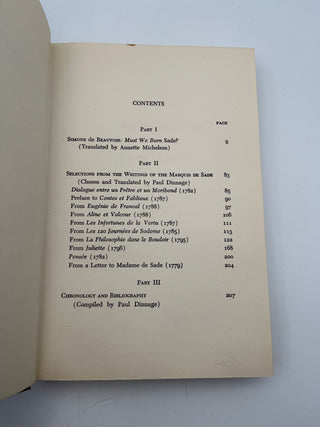 CONTENTS
PART I
PAGE
SIMONE DE BEAUVOIR: Must We Burn Sade? 9
(Translated by Annette Michelson)
PART II
SELECTIONS FROM THE WRITINGS OF THE MARQUIS DE SADE 83
(Chosen and Translated by Paul Dinnage)
Dialogue entre un Prêtre et un Moribond (1782) 85
Preface to Contes et Fabliaux (1787) 96
From Eugénie de Franval (1788) 97
From Aline et Valcour (1788) 106
From Les Infortunes de la Vertu (1787) 111
From Les 120 Journées de Sodome (1785) 113
From La Philosophie dans le Boudoir (1795) 122
From Juliette (1796) 168
Pensée (1782) 200
From a Letter to Madame de Sade (1779) 204
PART III
CHRONOLOGY AND BIBLIOGRAPHY 207
(Compiled by Paul Dinnage)